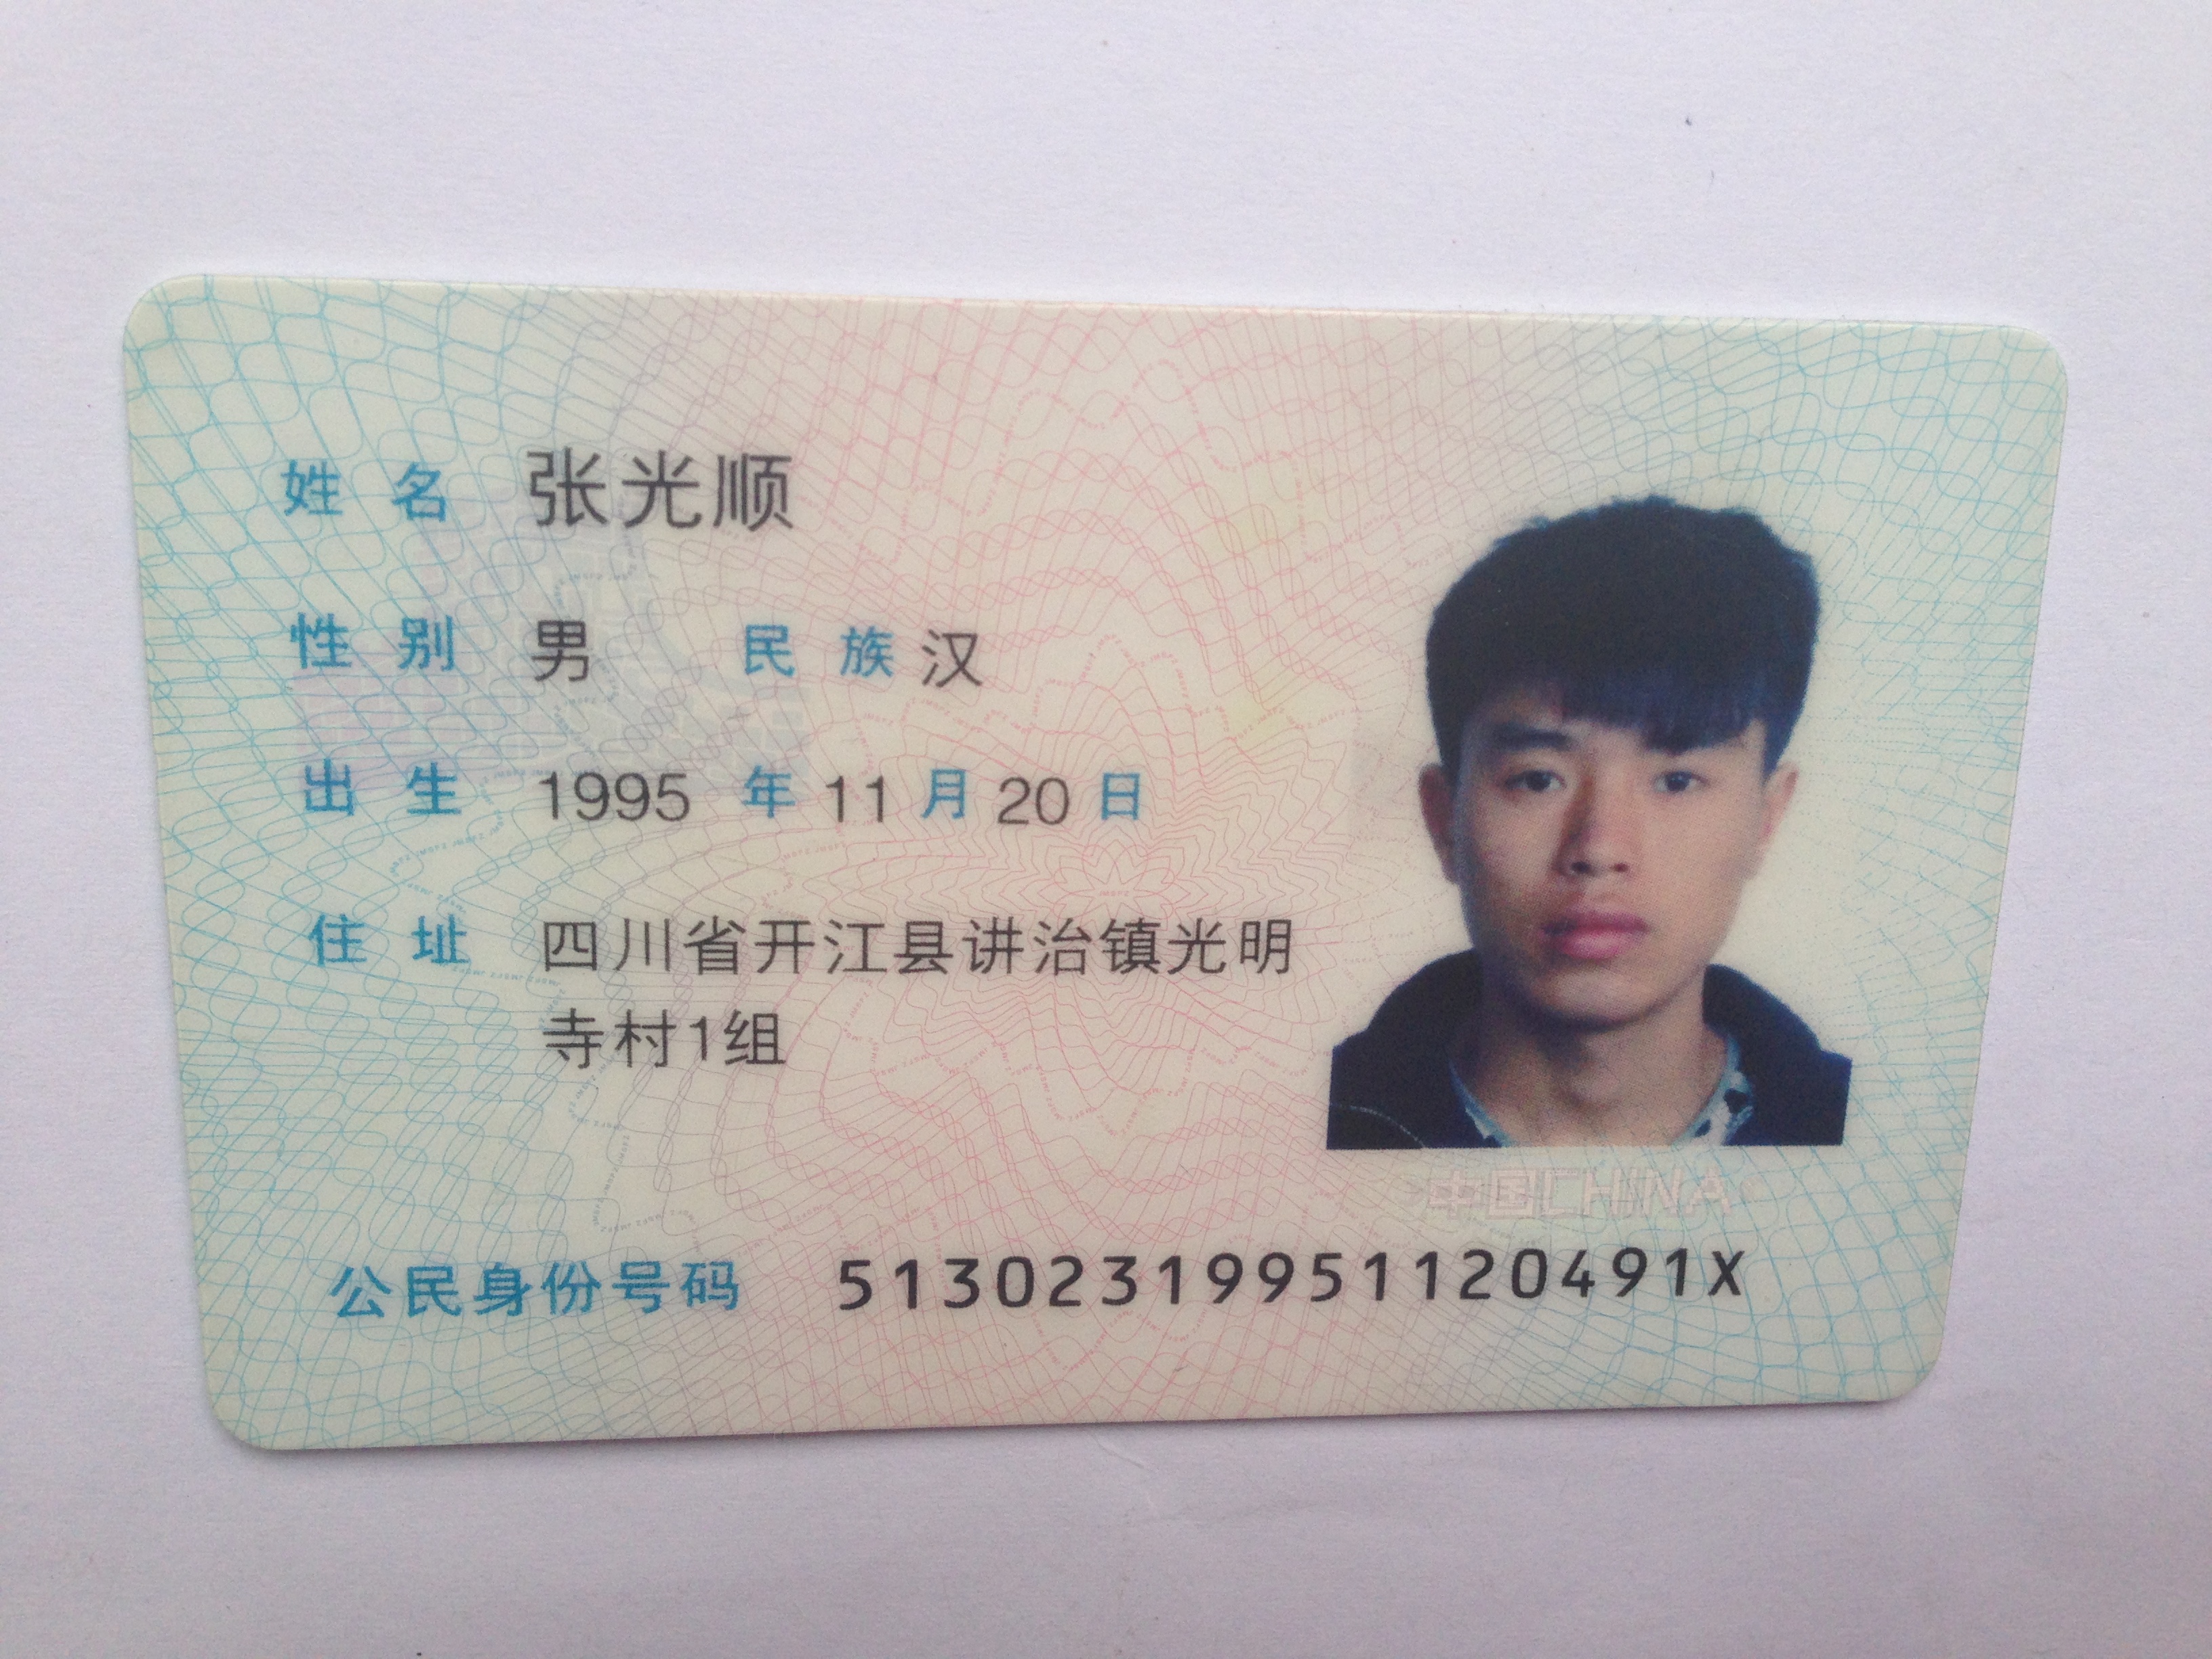 姓名 张光顺
性别 男 民族 汉
出生 1995 年 11 月 20 日
住址 四川省开江县讲治镇光明
寺村1组
中国CHINA
公民身份号码 51302319951120491X